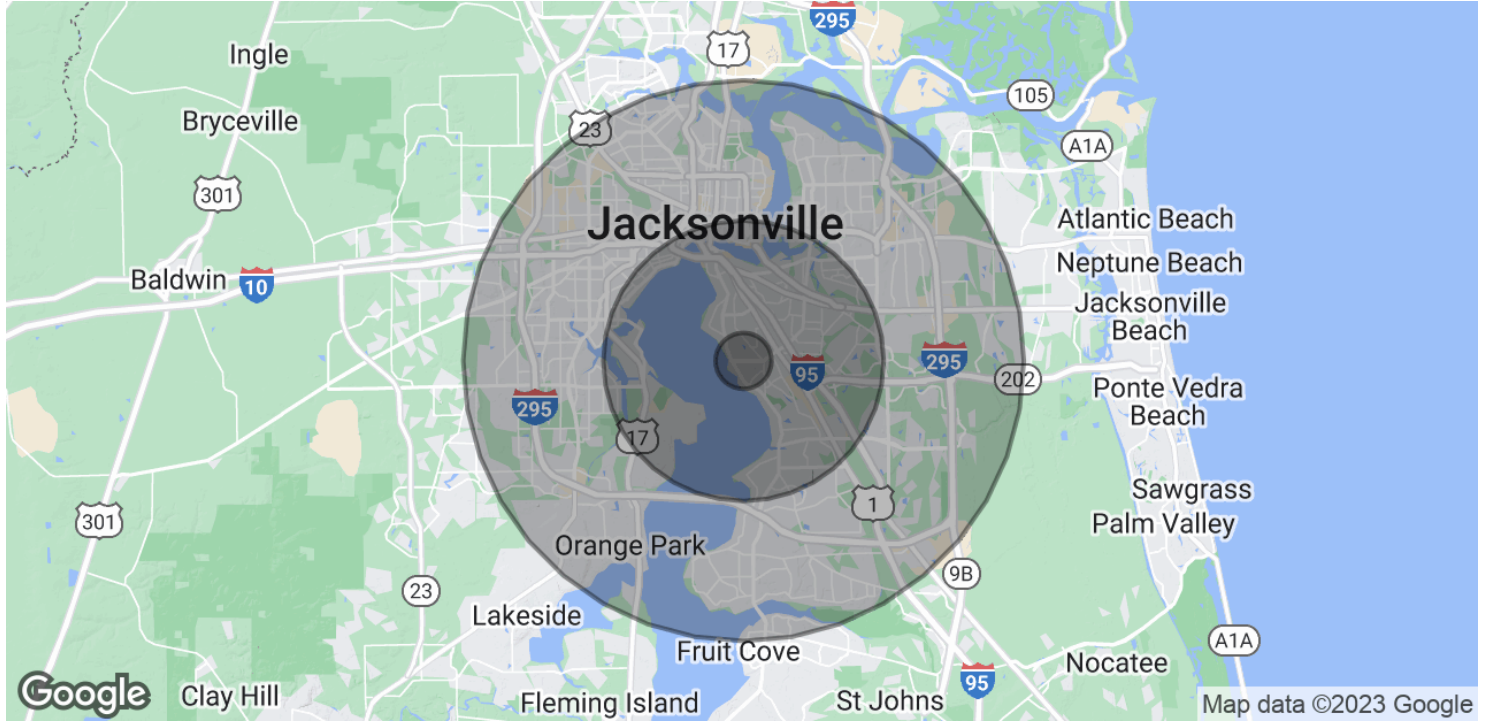 295
17
Ingle
105
Bryceville
23
A1A
301
Jacksonville
Atlantic Beach
Neptune Beach
Baldwin
10
Jacksonville
Beach
295
95
202
Ponte Vedra
Beach
295
17
Sawgrass
1
301
Palm Valley
Orange Park
9B
23
Lakeside
A1A
Fruit Cove
Nocatee
95
Google
Clay Hill
Fleming Island
St Johns
Map data ©2023 Google